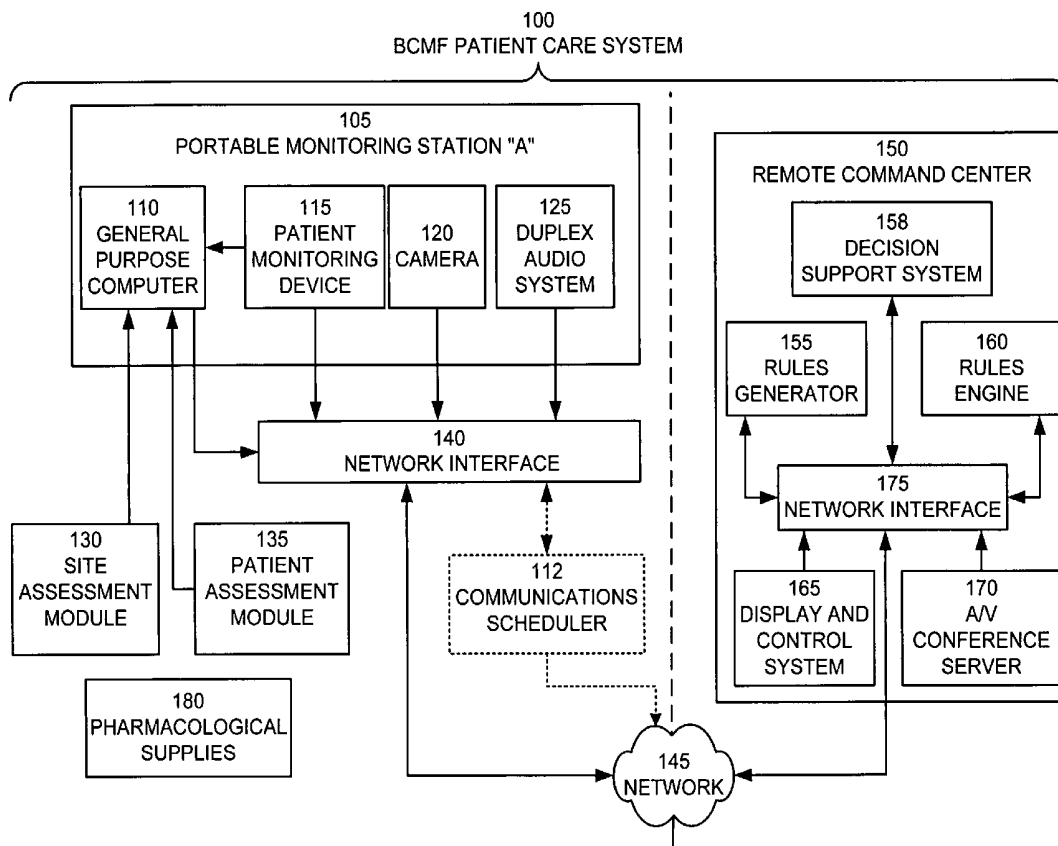 100
BCMF PATIENT CARE SYSTEM
105
PORTABLE MONITORING STATION "A"
110
GENERAL
PURPOSE
COMPUTER
115
PATIENT
MONITORING
DEVICE
120
CAMERA
125
DUPLEX
AUDIO
SYSTEM
140
NETWORK INTERFACE
130
SITE
ASSESSMENT
MODULE
135
PATIENT
ASSESSMENT
MODULE
112
COMMUNICATIONS
SCHEDULER
180
PHARMACOLOGICAL
SUPPLIES
145
NETWORK
150
REMOTE COMMAND CENTER
158
DECISION
SUPPORT SYSTEM
155
RULES
GENERATOR
160
RULES
ENGINE
175
NETWORK INTERFACE
165
DISPLAY AND
CONTROL
SYSTEM
170
A/V
CONFERENCE
SERVER